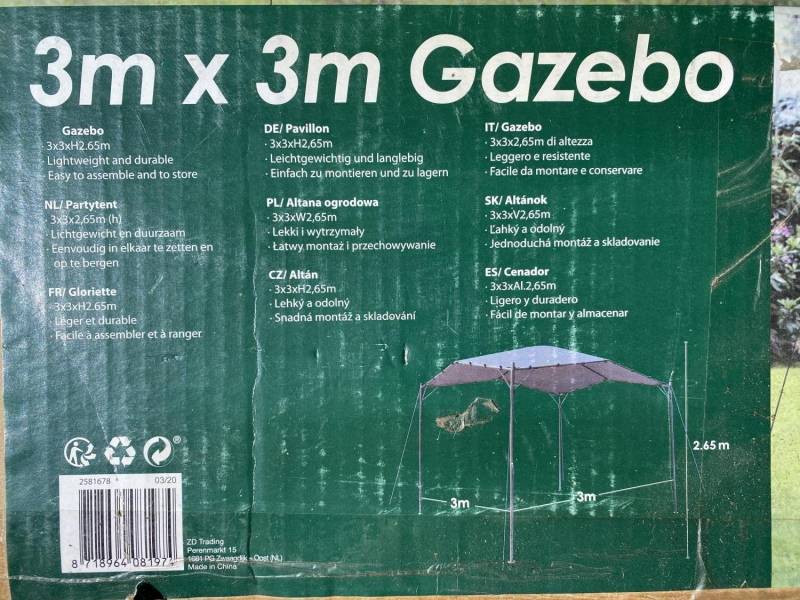 3m x 3m Gazebo
Gazebo
3x3xH2.65m
· Lightweight and durable
· Easy to assemble and to store
NL/ Partytent
· 3x3x2,65m (h)
· Lichtgewicht en duurzaam
· Eenvoudig in elkaar te zetten en
op te bergen
FR/ Gloriette
· 3x3xH2.65m
· Léger et durable
· Facile à assembler et à ranger
DE/ Pavillon
· 3x3xH2,65m
· Leichtgewichtig und langlebig
· Einfach zu montieren und zu lagern
PL/ Altana ogrodowa
· 3x3xW2,65m
· Lekki i wytrzymały
· Łatwy montaż i przechowywanie
CZ/ Altán
· 3x3xH2,65m
· Lehký a odolný
· Snadná montáž a skladování
IT/ Gazebo
· 3x3x2,65m di altezza
· Leggero e resistente
· Facile da montare e conservare
SK/ Altánok
· 3x3xV2,65m
· Ľahký a odolný
· Jednoduchá montáž a skladovanie
ES/ Cenador
· 3x3xAl.2,65m
· Ligero y duradero
· Fácil de montar y almacenar
2.65 m
3m
3m
®
2581678 *
03/20
8 718964 081974
ZD Trading
Perenmarkt 15
1681 PG Zwaagdijk - Oost (NL)
Made in China